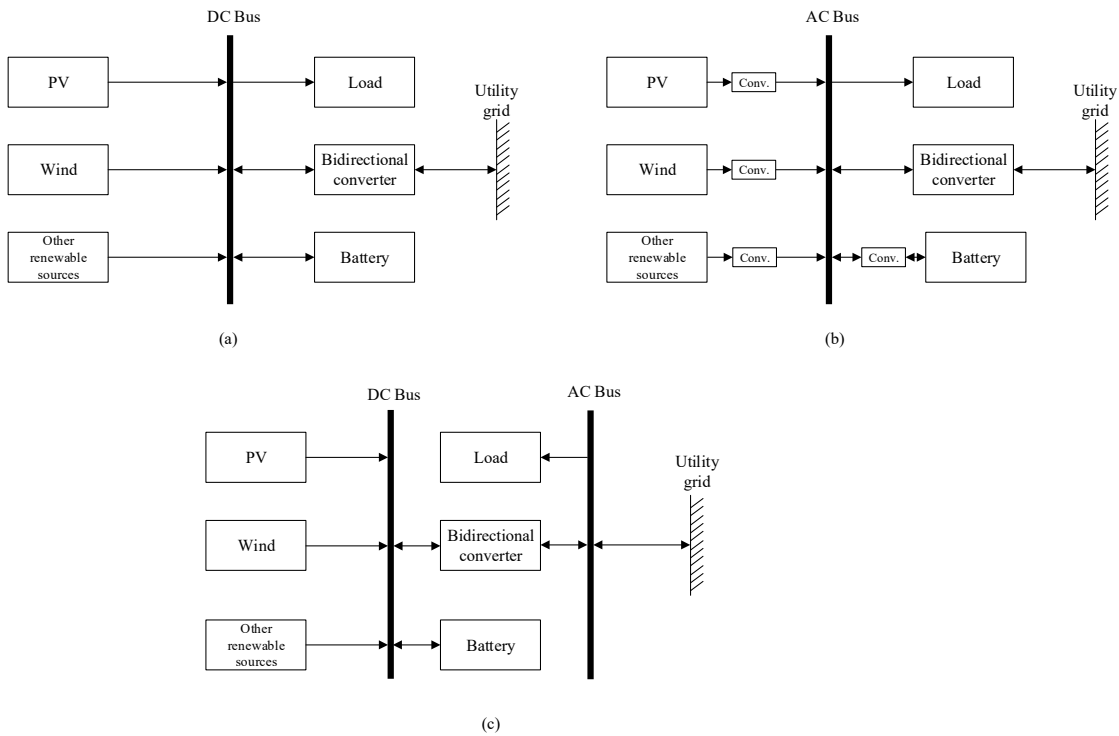 DC Bus
PV
Load
Utility
grid
Wind
Bidirectional
converter
Other
renewable
sources
Battery
(a)
AC Bus
PV
Conv.
Load
Utility
grid
Wind
Conv.
Bidirectional
converter
Other
renewable
sources
Conv.
Conv.
Battery
(b)
DC Bus
AC Bus
PV
Load
Utility
grid
Wind
Bidirectional
converter
Other
renewable
sources
Battery
(c)